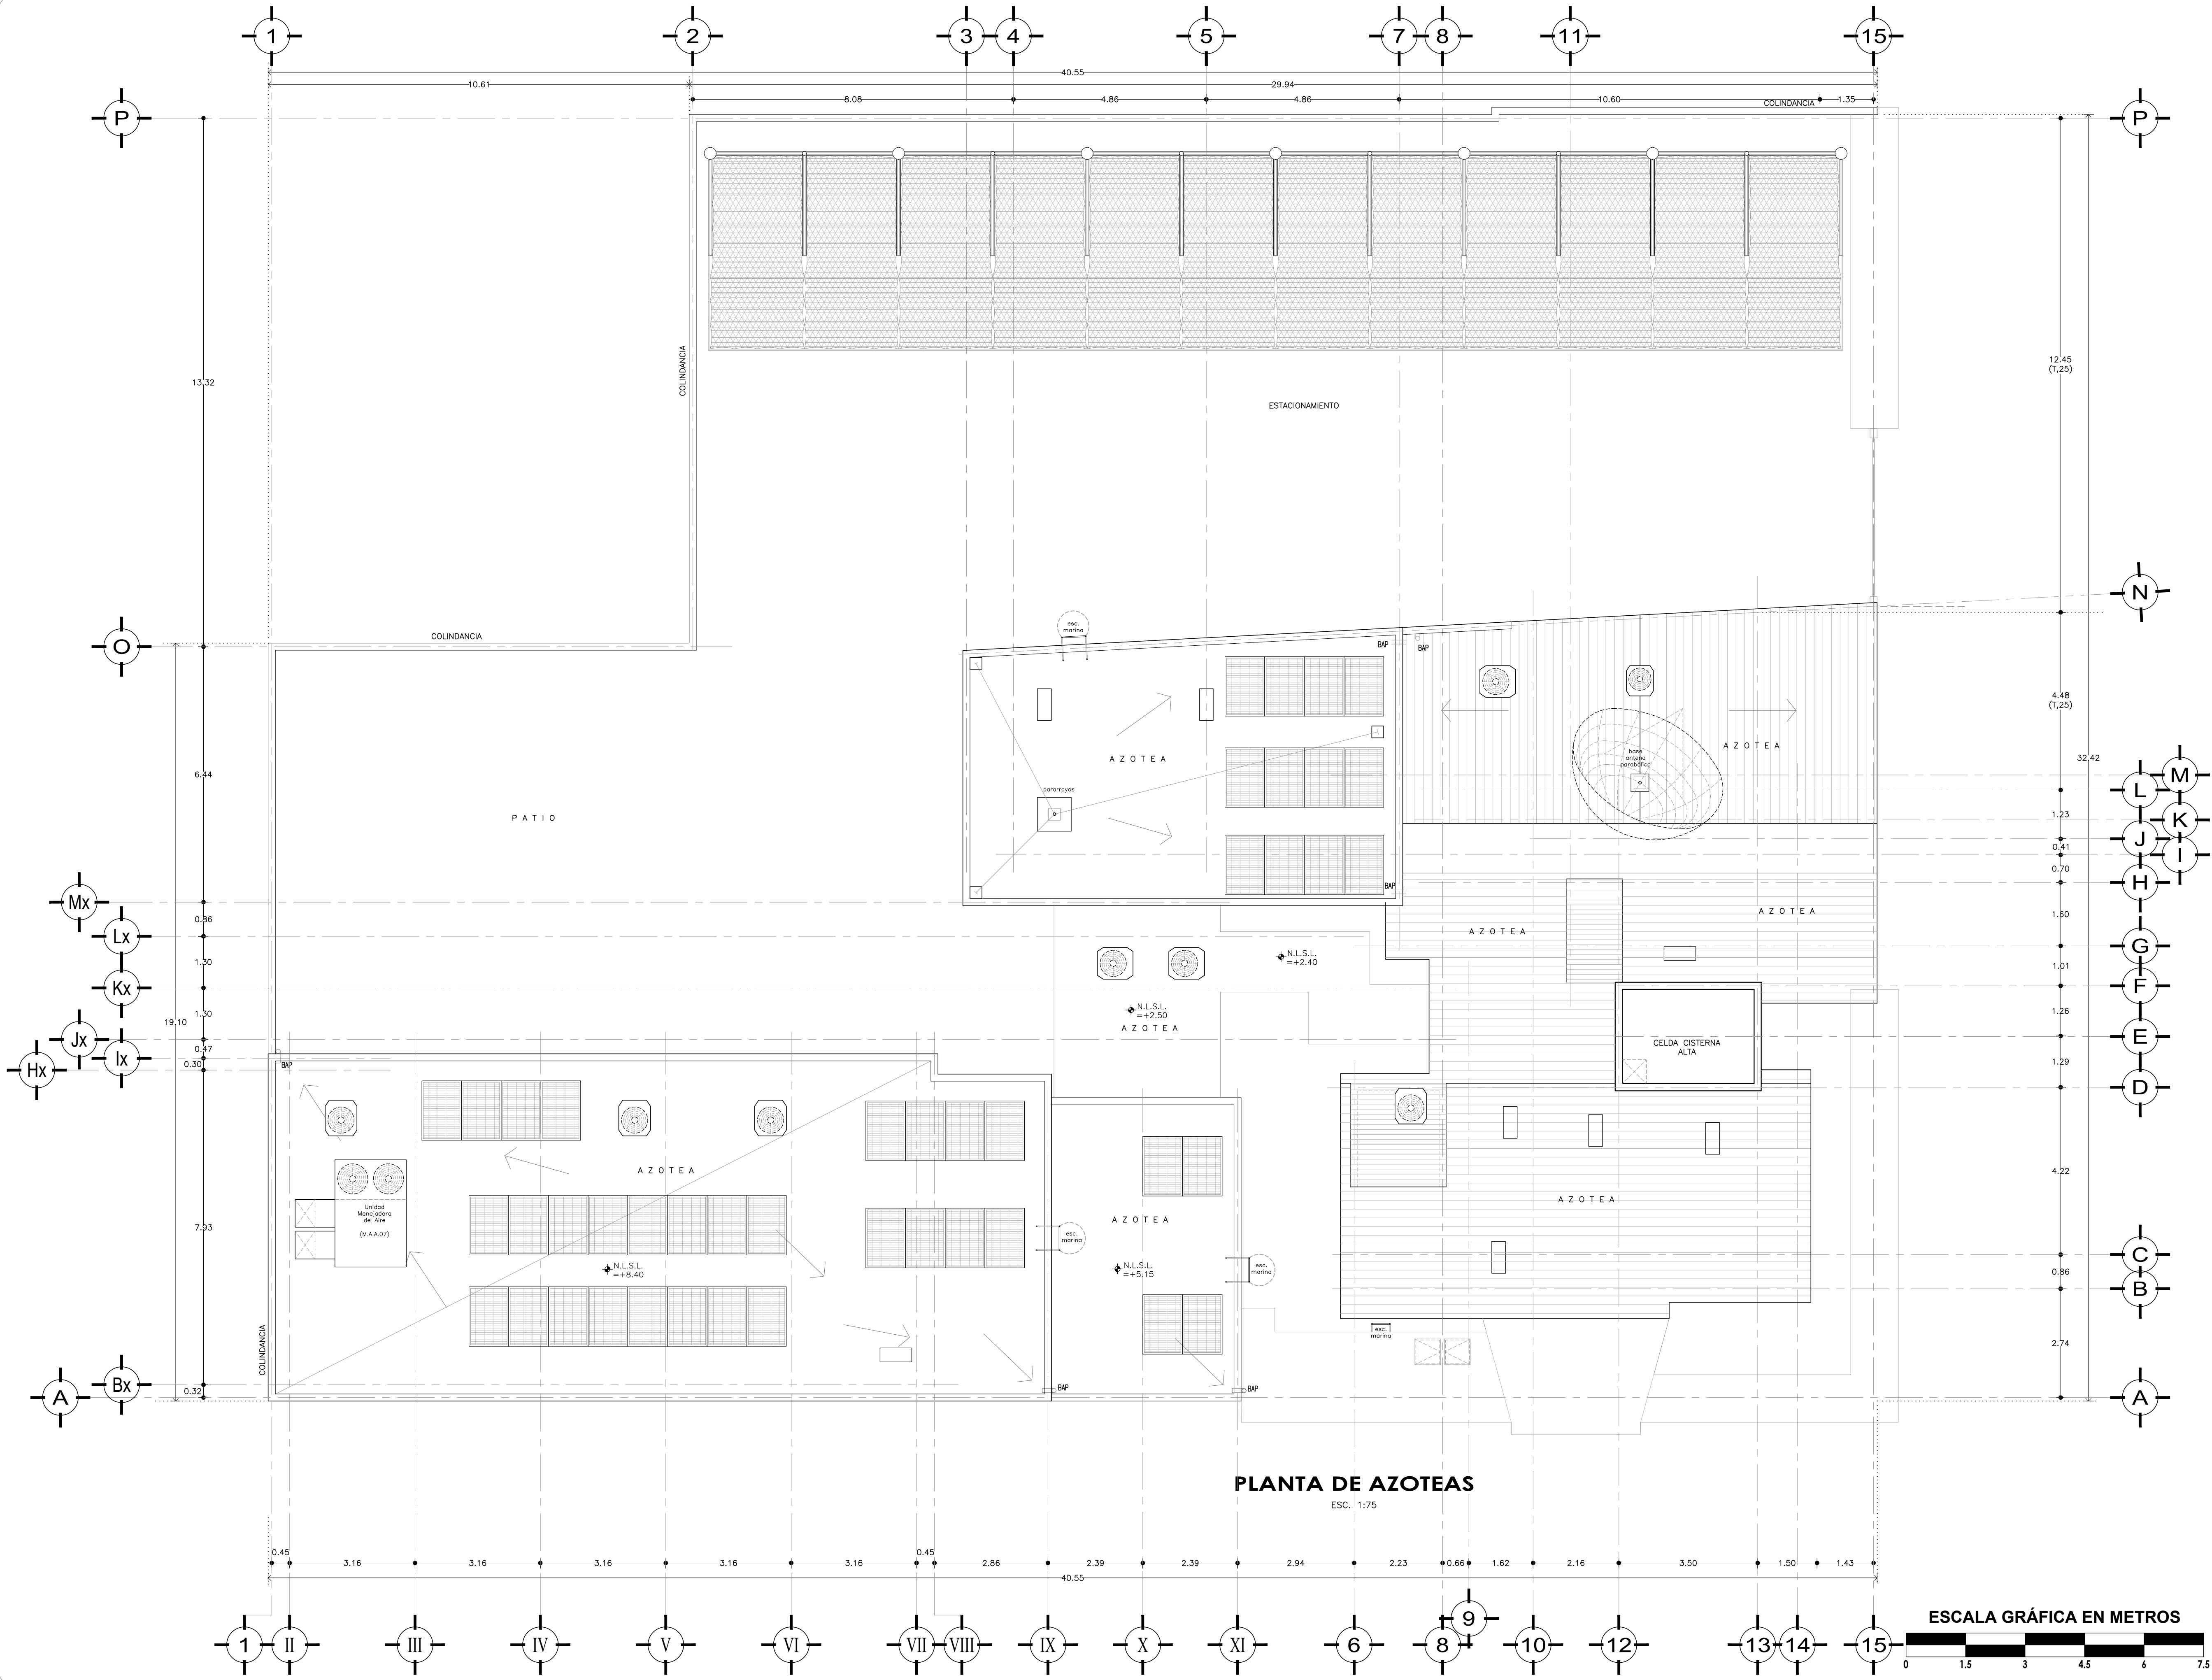 1 2 3 4 5 7 8 11 15
40.55
10.61 29.94
8.08 4.86 4.86 10.60 1.35
COLINDANCIA
P P
13.32
COLINDANCIA
12.45
(T,25)
ESTACIONAMIENTO
N
O
COLINDANCIA
esc.
marina
BAP
BAP
4.48
(T,25)
AZOTEA
AZOTEA
base
antena
parabólica
32.42
6.44
M
L
pararrayos
PATIO
1.23
K
J
0.41
I
0.70
BAP
H
Mx
0.86
AZOTEA
1.60
AZOTEA
Lx
G
N.L.S.L.
=+2.40
1.30
1.01
Kx
F
N.L.S.L.
=+2.50
1.30
1.26
19.10
AZOTEA
Jx
E
0.47
CELDA CISTERNA
ALTA
Ix
0.30
BAP
1.29
Hx
D
AZOTEA
4.22
AZOTEA
Unidad
Manejadora
de Aire
(M.A.A.07)
AZOTEA
7.93
esc.
marina
C
N.L.S.L.
=+8.40
N.L.S.L.
=+5.15
esc.
marina
0.86
B
COLINDANCIA
esc.
marina
2.74
Bx
0.32
BAP
BAP
A A
PLANTA DE AZOTEAS
ESC. 1:75
0.45 3.16 3.16 3.16 3.16 3.16 0.45 2.86 2.39 2.39 2.94 2.23 0.66 1.62 2.16 3.50 1.50 1.43
40.55
9
1 II III IV V VI VII VIII IX X XI 6 8 10 12 13 14 15
ESCALA GRÁFICA EN METROS
0 1.5 3 4.5 6 7.5